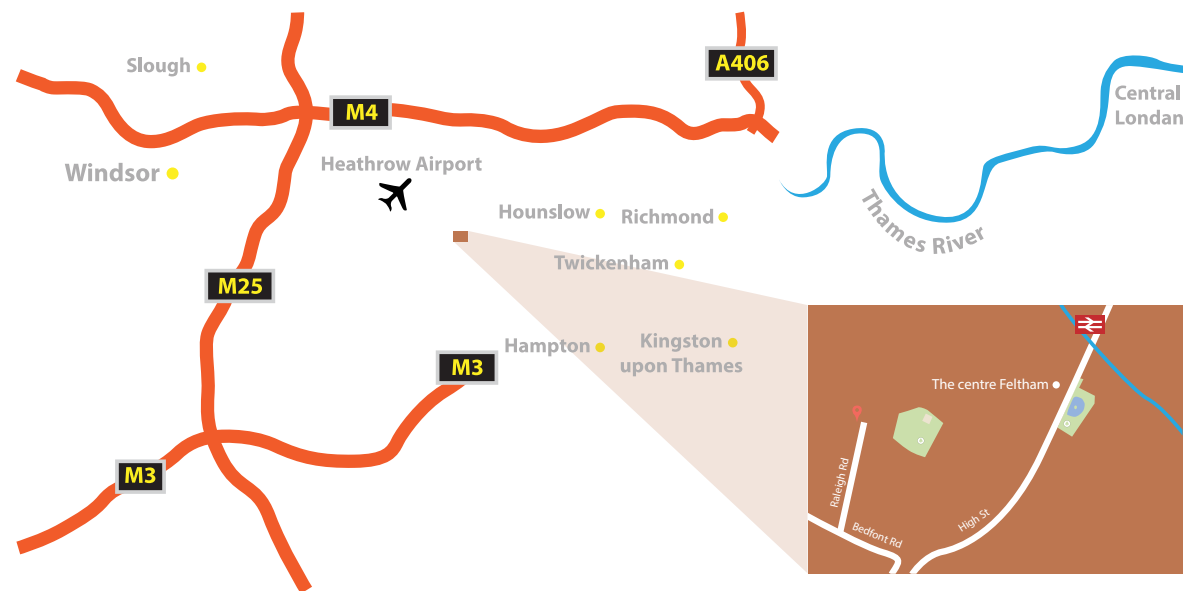 Slough
A406
M4
Central
Londan
Windsor
Heathrow Airport
Hounslow
Richmond
Thames River
Twickenham
M25
Hampton
Kingston
upon Thames
M3
M3
The centre Feltham
Raleigh Rd
Bedfont Rd
High St